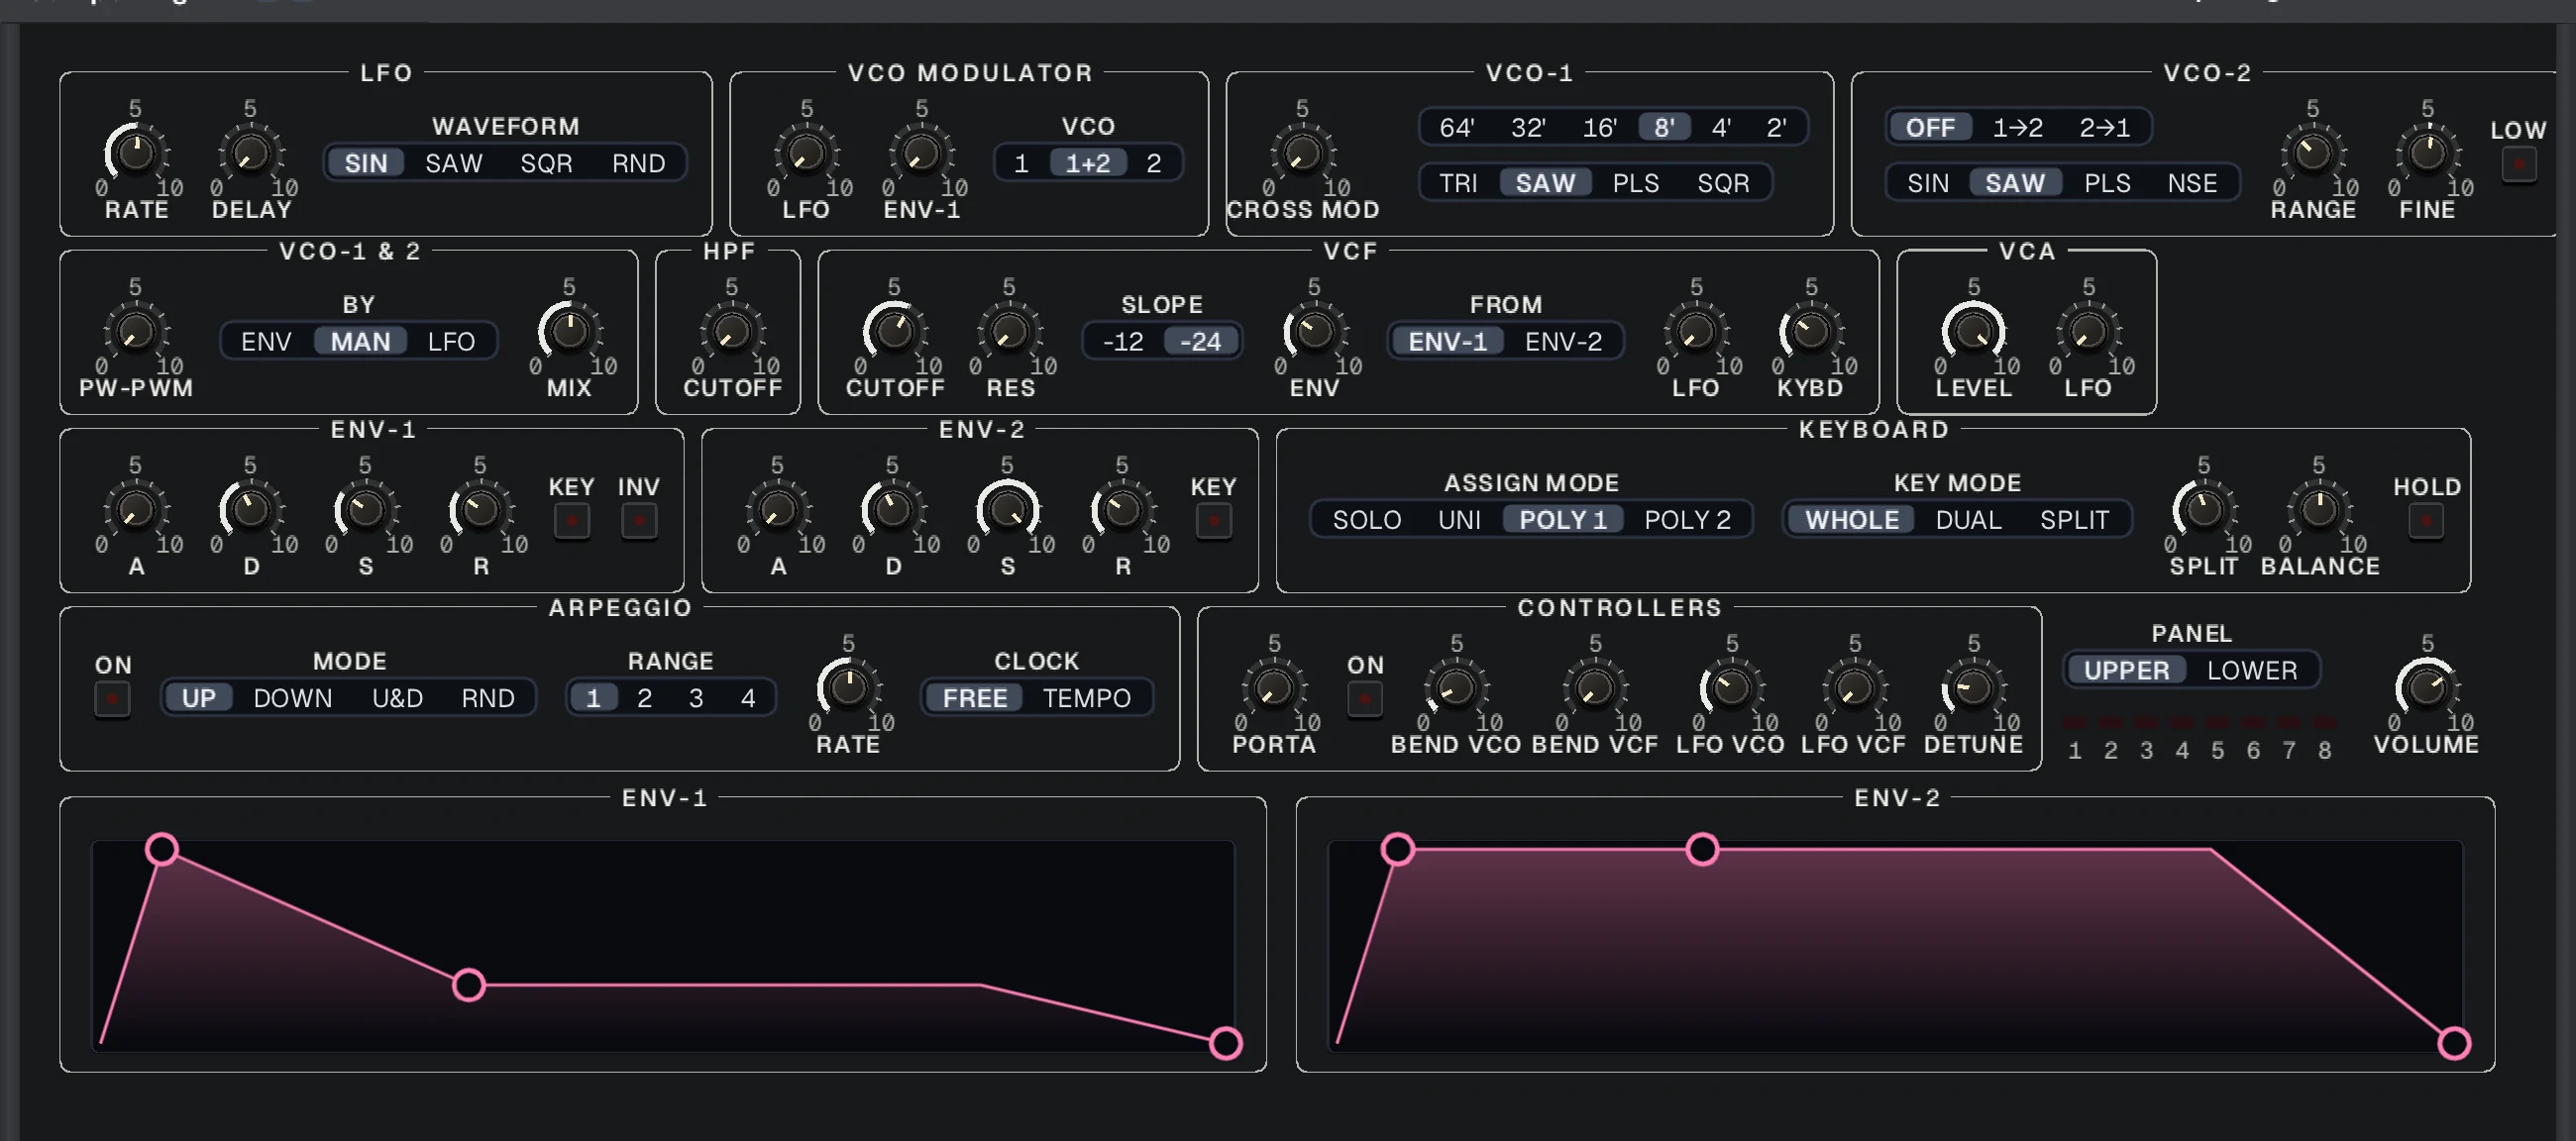 LFO
5 5
WAVEFORM
SIN SAW SQR RND
0 10 0 10
RATE DELAY
VCO MODULATOR
5 5
VCO
1 1+2 2
0 10 0 10
LFO ENV-1
VCO-1
5
64' 32' 16' 8' 4' 2'
TRI SAW PLS SQR
0 10
CROSS MOD
VCO-2
OFF 1→2 2→1
SIN SAW PLS NSE
5 5
LOW
0 10 0 10
RANGE FINE
VCO-1 & 2
5 5
BY
ENV MAN LFO
0 10 0 10
PW-PWM MIX
HPF
5
0 10
CUTOFF
VCF
5 5 5 5 5
SLOPE FROM
-12 -24 ENV-1 ENV-2
0 10 0 10 0 10 0 10 0 10
CUTOFF RES ENV LFO KYBD
VCA
5 5
0 10 0 10
LEVEL LFO
ENV-1
5 5 5 5
KEY INV
0 10 0 10 0 10 0 10
A D S R
ENV-2
5 5 5 5
KEY
0 10 0 10 0 10 0 10
A D S R
KEYBOARD
5 5
ASSIGN MODE KEY MODE HOLD
SOLO UNI POLY 1 POLY 2 WHOLE DUAL SPLIT
0 10 0 10
SPLIT BALANCE
ARPEGGIO
5
ON MODE RANGE CLOCK
UP DOWN U&D RND 1 2 3 4 FREE TEMPO
0 10
RATE
CONTROLLERS
5 5 5 5 5 5
ON
0 10 0 10 0 10 0 10 0 10 0 10
PORTA BEND VCO BEND VCF LFO VCO LFO VCF DETUNE
PANEL
UPPER LOWER
1 2 3 4 5 6 7 8
5
0 10
VOLUME
ENV-1
ENV-2